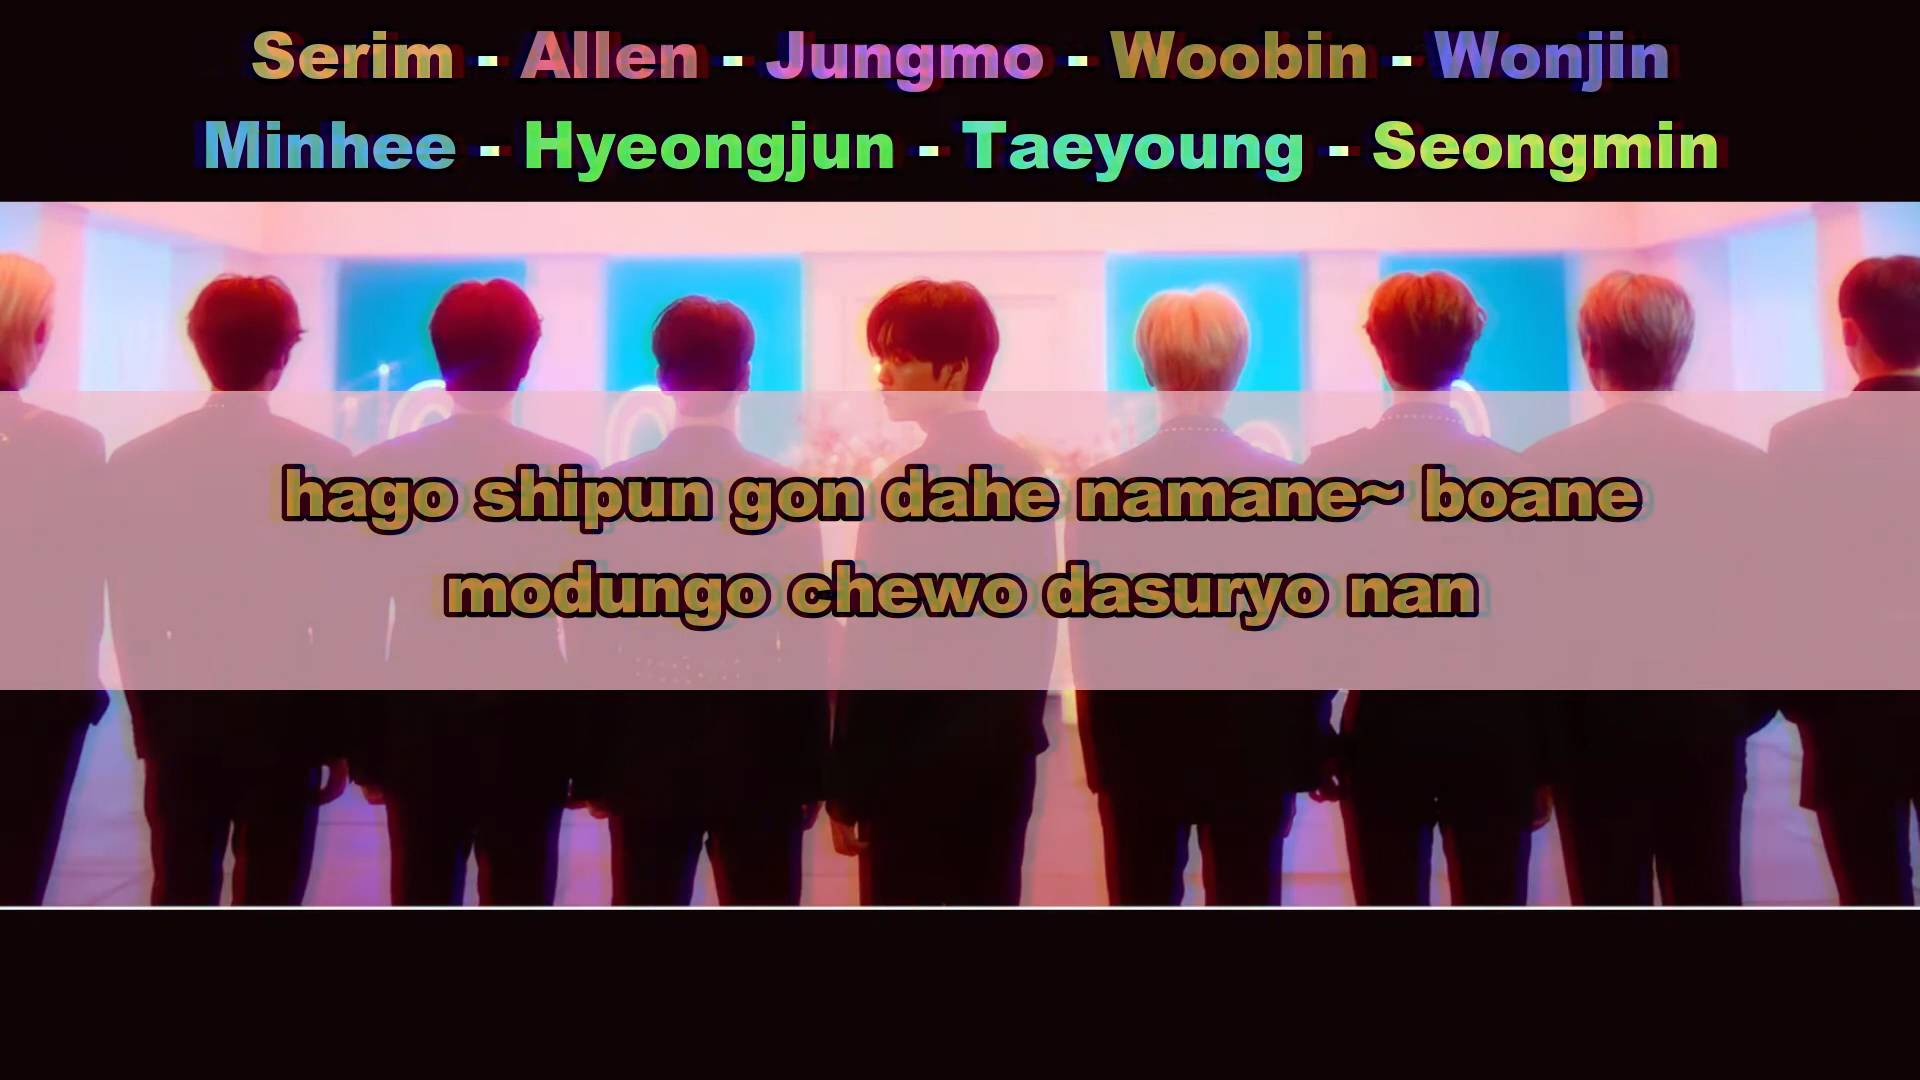 Serim - Allen - Jungmo - Woobin - Wonjin
Minhee - Hyeongjun - Taeyoung - Seongmin
hago shipun gon dahe namane~ boane
modungo chewo dasuryo nan